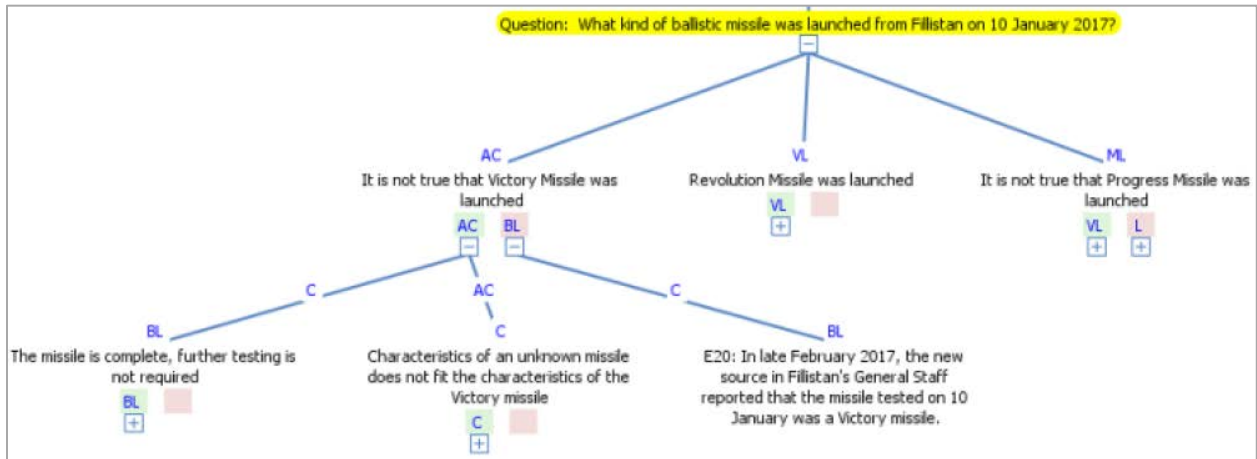 Question: What kind of ballistic missile was launched from Fillistan on 10 January 2017?
AC
VL
ML
It is not true that Victory Missile was
launched
Revolution Missile was launched
It is not true that Progress Missile was
launched
AC BL
VL
VL L
C
AC
C
BL
C
BL
The missile is complete, further testing is
not required
Characteristics of an unknown missile
does not fit the characteristics of the
Victory missile
E20: In late February 2017, the new
source in Fillistan's General Staff
reported that the missile tested on 10
January was a Victory missile.
BL
C